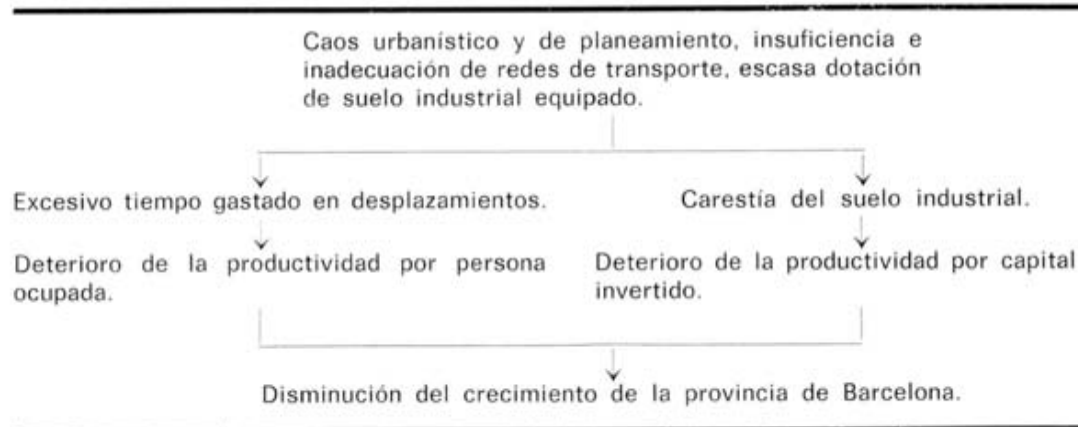 Caos urbanístico y de planeamiento, insuficiencia e
inadecuación de redes de transporte, escasa dotación
de suelo industrial equipado.
Excesivo tiempo gastado en desplazamientos.
Carestía del suelo industrial.
Deterioro de la productividad por persona
ocupada.
Deterioro de la productividad por capital
invertido.
Disminución del crecimiento de la provincia de Barcelona.